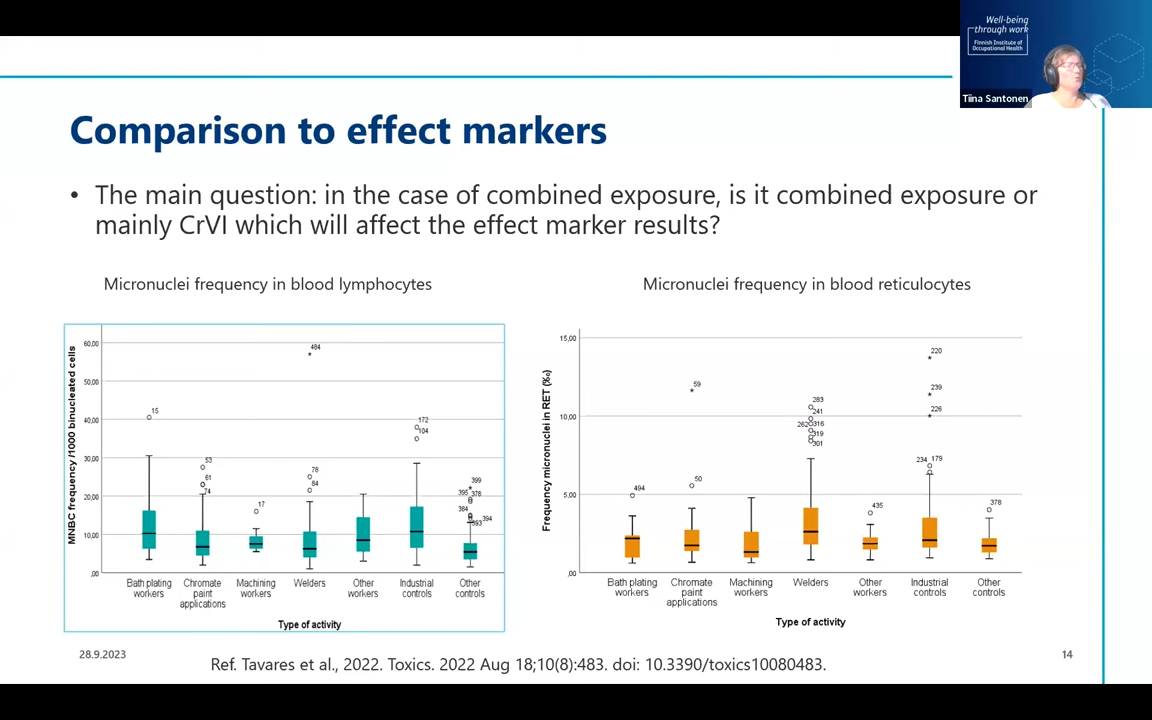 Well-being
through work
Finnish Institute of
Occupational Health
Tiina Santonen
Comparison to effect markers
• The main question: in the case of combined exposure, is it combined exposure or
mainly CrVI which will affect the effect marker results?
Micronuclei frequency in blood lymphocytes
MNBC frequency /1000 binucleated cells
60,00
50,00
40,00
30,00
20,00
10,00
,00
15
53
61
74
17
484
78
84
172
104
399
395
378
384
393
394
Bath plating
workers
Chromate
paint
applications
Machining
workers
Welders
Other
workers
Industrial
controls
Other
controls
Type of activity
Micronuclei frequency in blood reticulocytes
Frequency micronuclei in RET (‰)
15,00
10,00
5,00
,00
494
59
50
283
241
262
316
319
301
435
220
239
226
234
179
378
Bath plating
workers
Chromate
paint
applications
Machining
workers
Welders
Other
workers
Industrial
controls
Other
controls
Type of activity
28.9.2023
Ref. Tavares et al., 2022. Toxics. 2022 Aug 18;10(8):483. doi: 10.3390/toxics10080483.
14